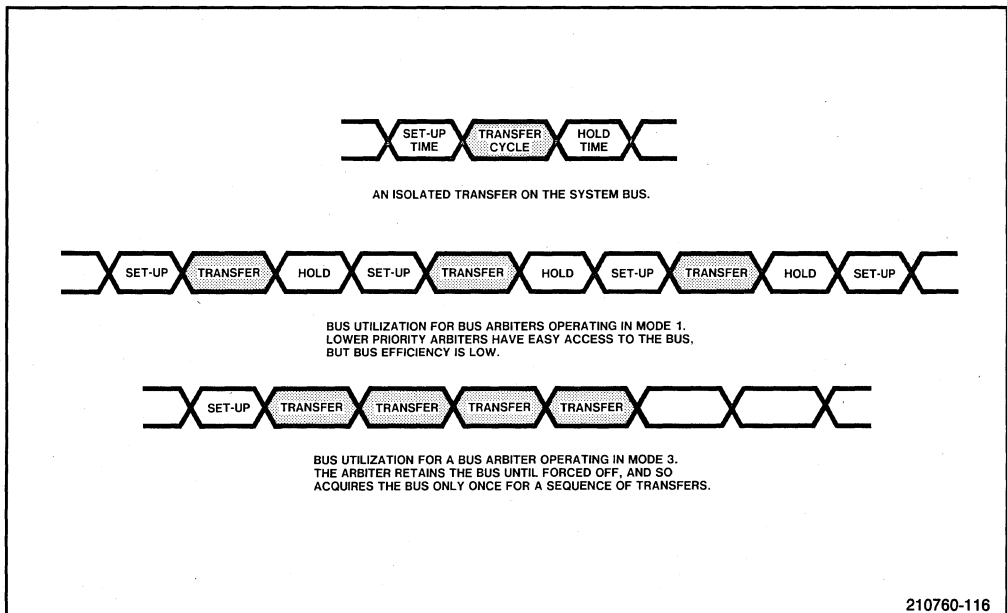 SET-UP TIME TRANSFER CYCLE HOLD TIME
AN ISOLATED TRANSFER ON THE SYSTEM BUS.
SET-UP TRANSFER HOLD SET-UP TRANSFER HOLD SET-UP TRANSFER HOLD SET-UP
BUS UTILIZATION FOR BUS ARBITERS OPERATING IN MODE 1.
LOWER PRIORITY ARBITERS HAVE EASY ACCESS TO THE BUS,
BUT BUS EFFICIENCY IS LOW.
SET-UP TRANSFER TRANSFER TRANSFER TRANSFER
BUS UTILIZATION FOR A BUS ARBITER OPERATING IN MODE 3.
THE ARBITER RETAINS THE BUS UNTIL FORCED OFF, AND SO
ACQUIRES THE BUS ONLY ONCE FOR A SEQUENCE OF TRANSFERS.
210760-116